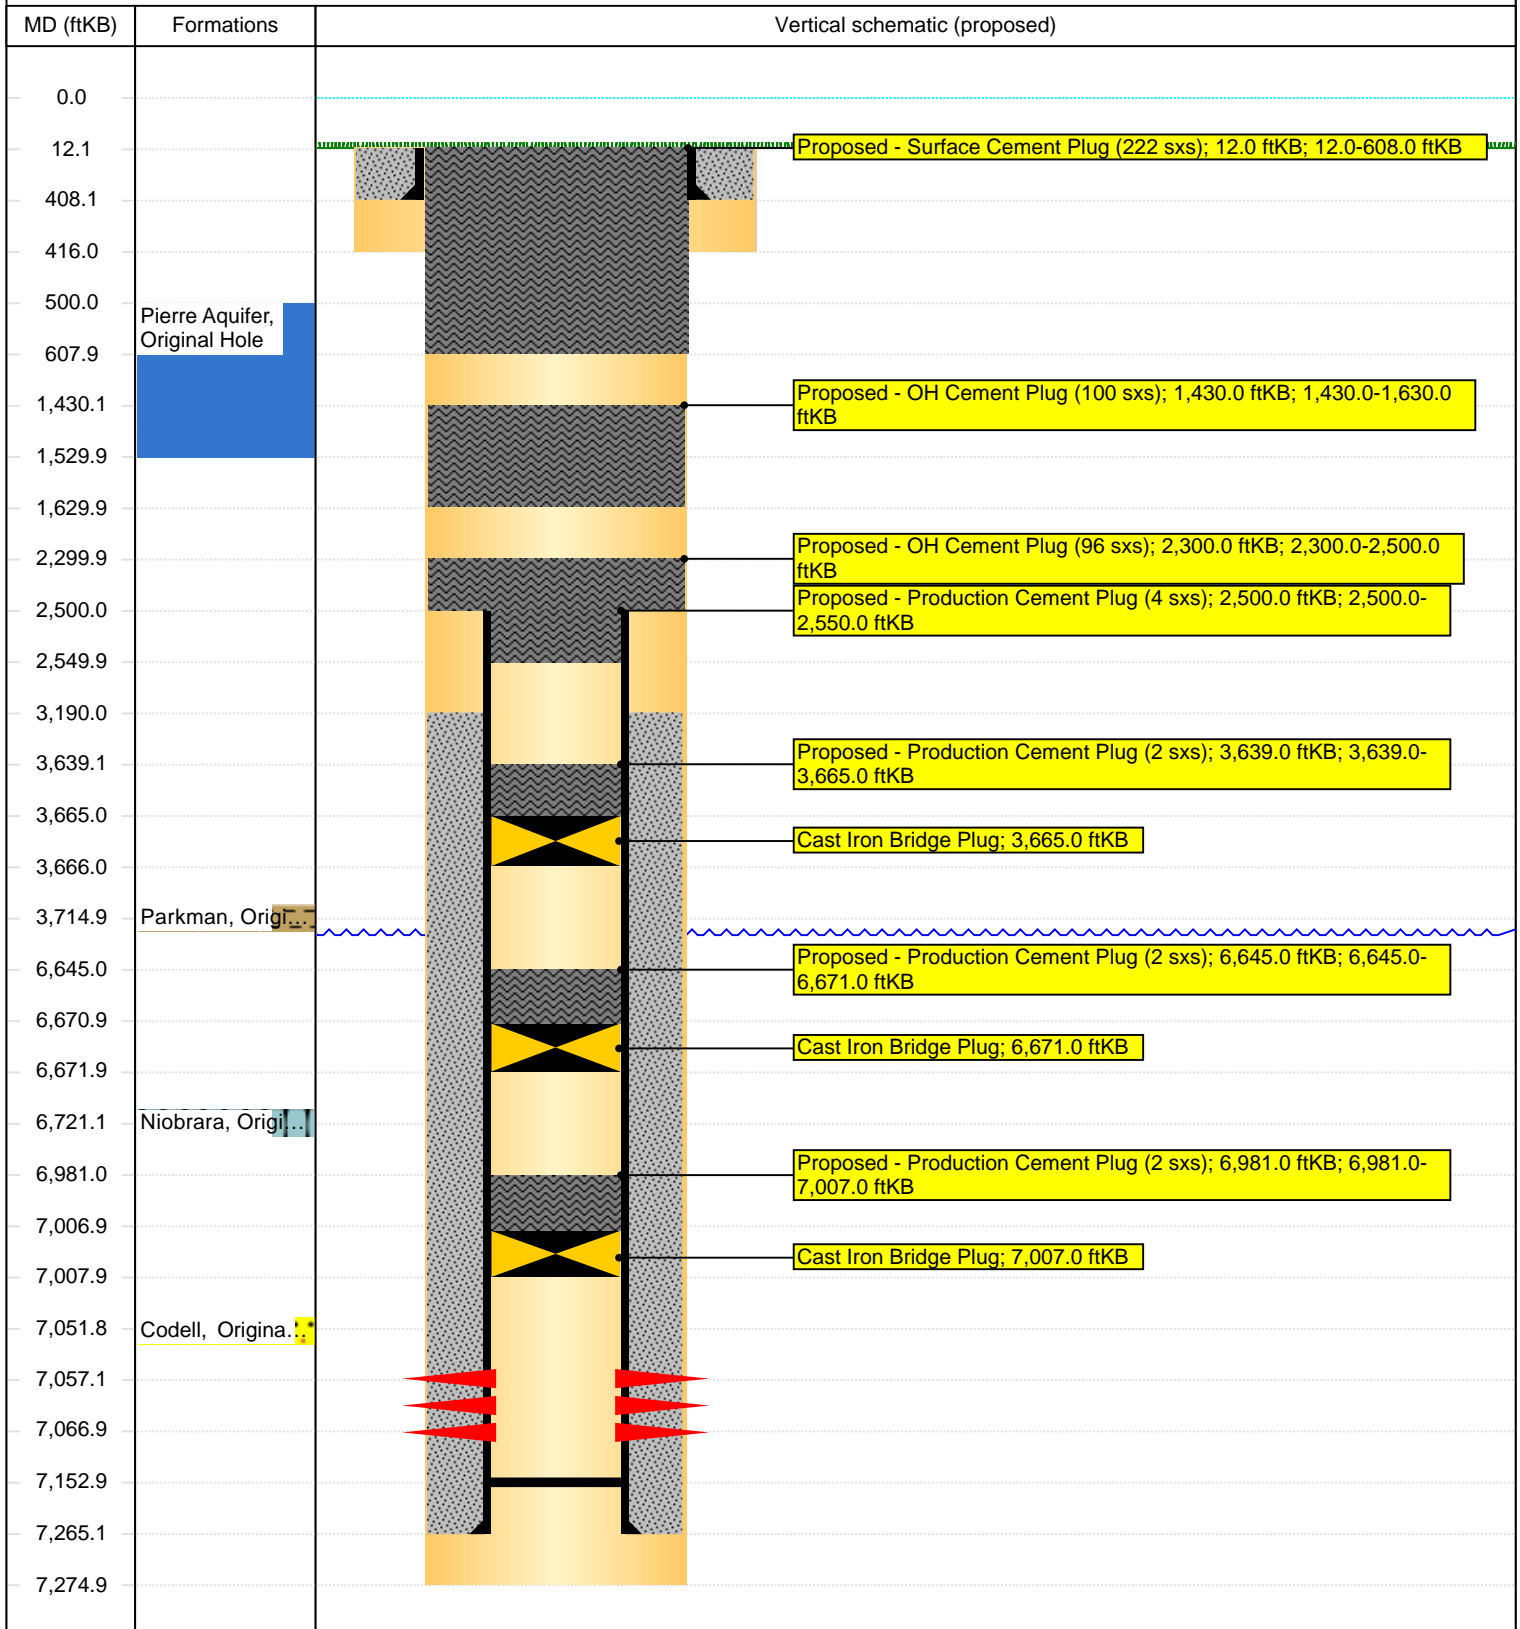 MD (ftKB)
Formations
Vertical schematic (proposed)
0.0
12.1
Proposed - Surface Cement Plug (222 sxs); 12.0 ftKB; 12.0-608.0 ftKB
408.1
416.0
500.0
Pierre Aquifer,
Original Hole
607.9
1,430.1
Proposed - OH Cement Plug (100 sxs); 1,430.0 ftKB; 1,430.0-1,630.0
ftKB
1,529.9
1,629.9
2,299.9
Proposed - OH Cement Plug (96 sxs); 2,300.0 ftKB; 2,300.0-2,500.0
ftKB
2,500.0
Proposed - Production Cement Plug (4 sxs); 2,500.0 ftKB; 2,500.0-
2,550.0 ftKB
2,549.9
3,190.0
3,639.1
Proposed - Production Cement Plug (2 sxs); 3,639.0 ftKB; 3,639.0-
3,665.0 ftKB
3,665.0
Cast Iron Bridge Plug; 3,665.0 ftKB
3,666.0
3,714.9
Parkman, Origi...
6,645.0
Proposed - Production Cement Plug (2 sxs); 6,645.0 ftKB; 6,645.0-
6,671.0 ftKB
6,670.9
Cast Iron Bridge Plug; 6,671.0 ftKB
6,671.9
6,721.1
Niobrara, Origi...
6,981.0
Proposed - Production Cement Plug (2 sxs); 6,981.0 ftKB; 6,981.0-
7,007.0 ftKB
7,006.9
Cast Iron Bridge Plug; 7,007.0 ftKB
7,007.9
7,051.8
Codell, Origina...
7,057.1
7,066.9
7,152.9
7,265.1
7,274.9